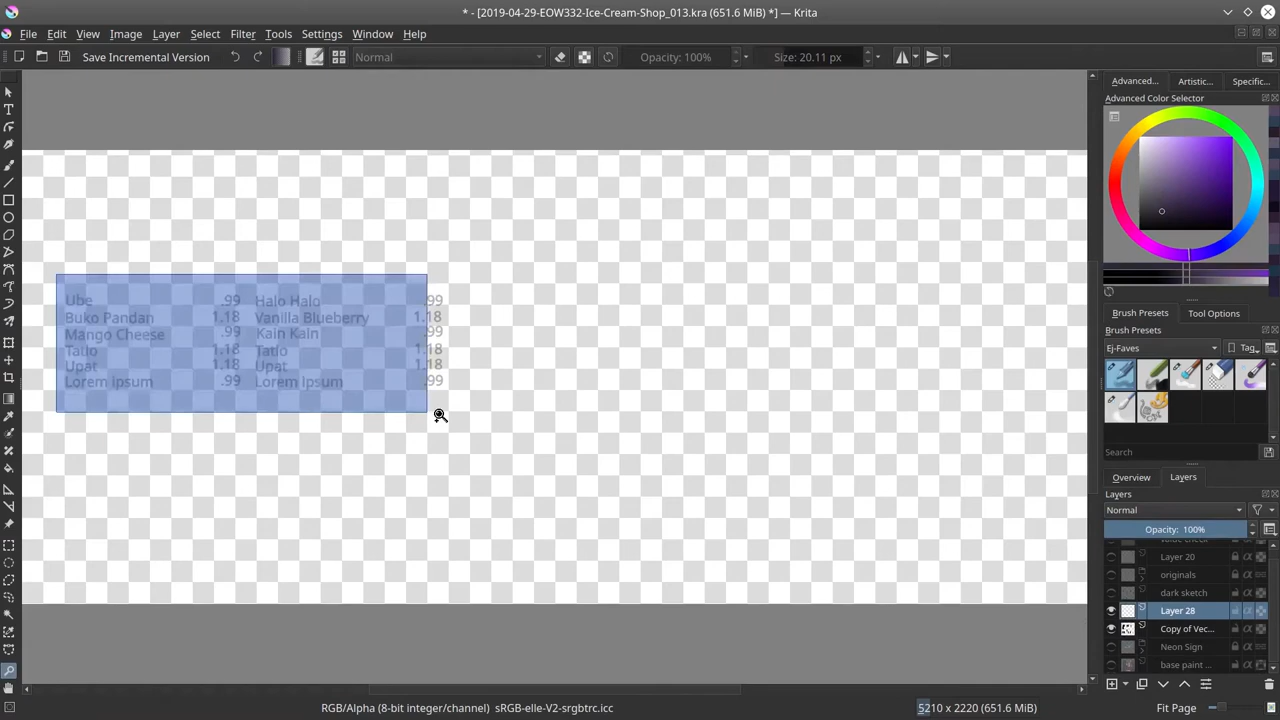 * - [2019-04-29-EOW332-Ice-Cream-Shop_013.kra (651.6 MiB) *] — Krita
File Edit View Image Layer Select Filter Tools Settings Window Help
Save Incremental Version Normal Opacity: 100% Size: 20.11 px
Advanced... Artistic... Specific...
Advanced Color Selector
Ube .99 Halo Halo .99
Buko Pandan 1.18 Vanilla Blueberry 1.18
Mango Cheese .99 Kain Kain .99
Tatlo 1.18 Tatlo 1.18
Upat 1.18 Upat 1.18
Lorem Ipsum .99 Lorem Ipsum .99
Brush Presets Tool Options
Brush Presets
Ej-Faves Tag
Search
Overview Layers
Layers
Normal
Opacity: 100%
Layer 20
originals
dark sketch
Layer 28
Copy of Vec...
Neon Sign
base paint ...
RGB/Alpha (8-bit integer/channel) sRGB-elle-V2-srgbtrc.icc 5210 x 2220 (651.6 MiB) Fit Page